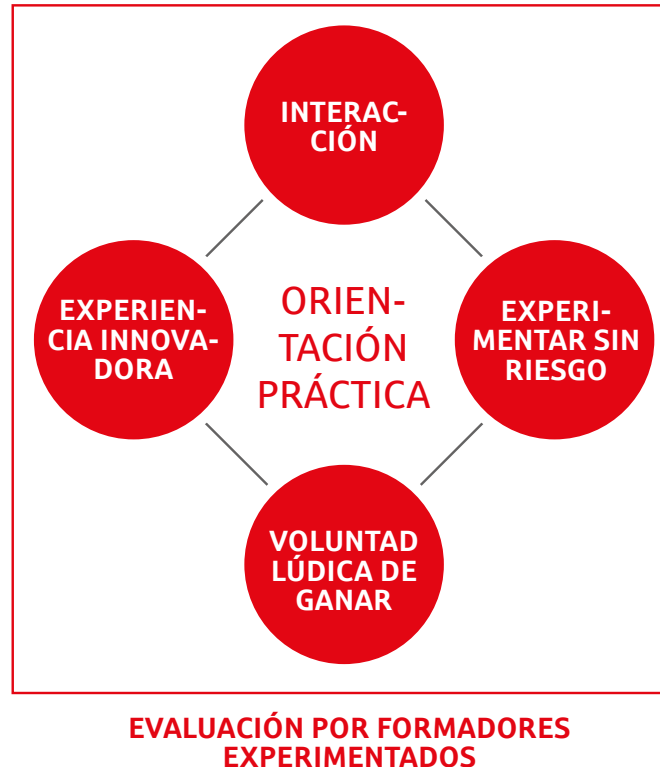 INTERAC-
CIÓN
EXPERIEN-
CIA INNOVA-
DORA
ORIEN-
TACIÓN
PRÁCTICA
EXPERI-
MENTAR SIN
RIESGO
VOLUNTAD
LÚDICA DE
GANAR
EVALUACIÓN POR FORMADORES
EXPERIMENTADOS